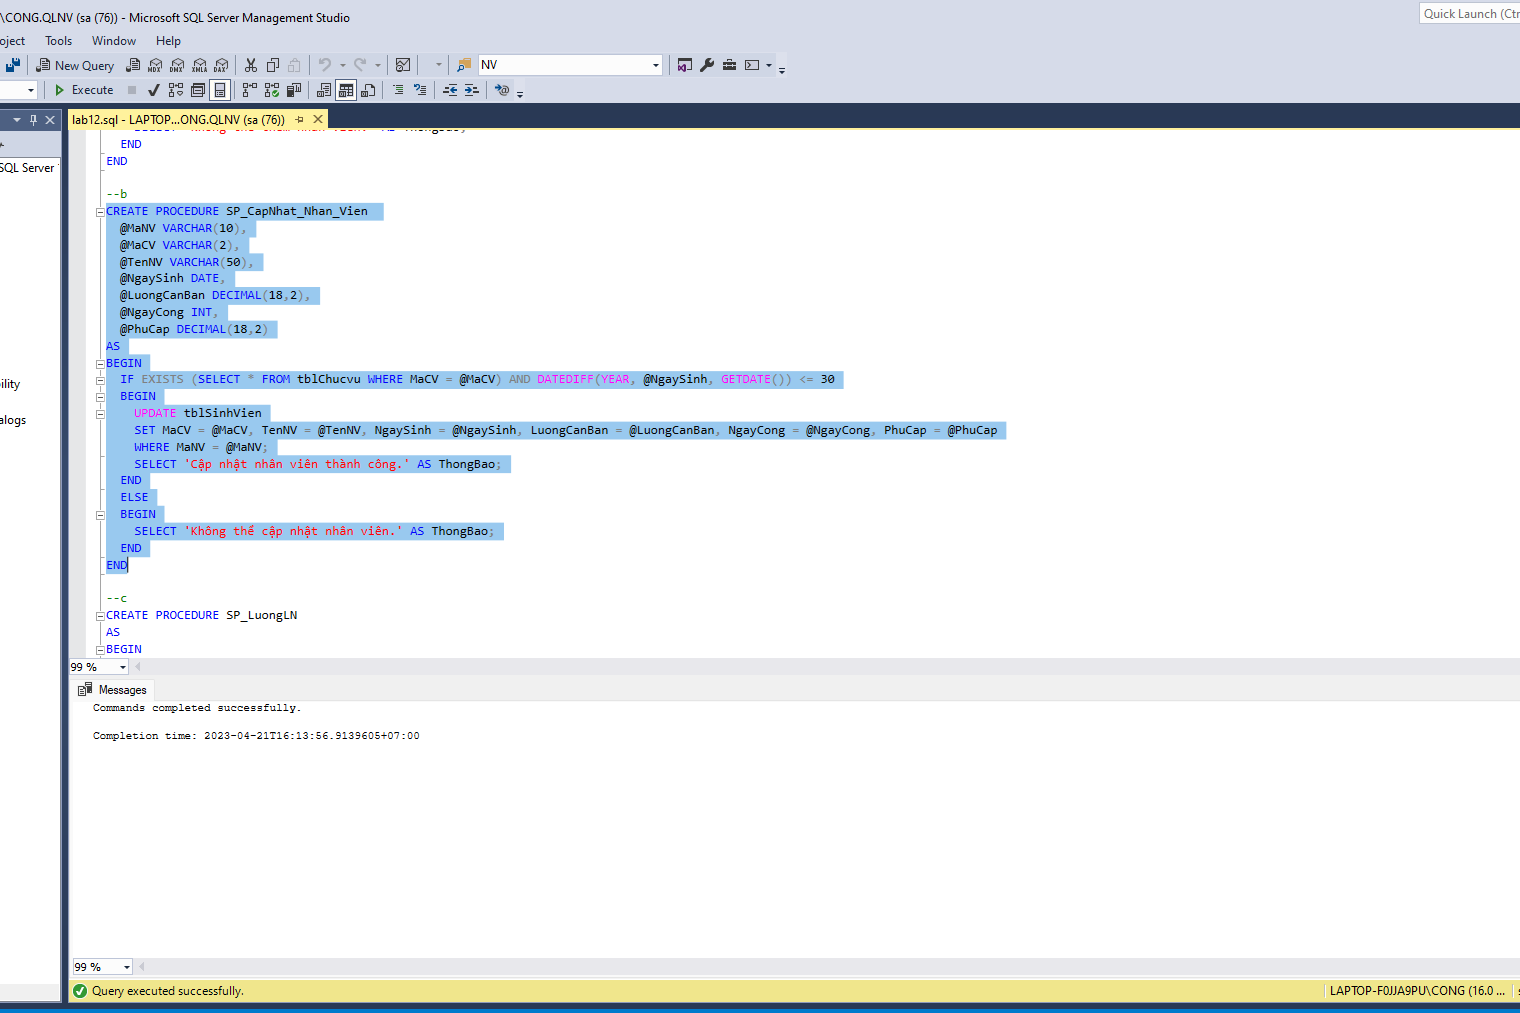 \CONG.QLNV (sa (76)) - Microsoft SQL Server Management Studio
Quick Launch (Ctr
oject Tools Window Help
New Query MDX DMX XMLA DAX NV
Execute
lab12.sql - LAPTOP...ONG.QLNV (sa (76))
SQL Server
END
END
--b
CREATE PROCEDURE SP_CapNhat_Nhan_Vien
@MaNV VARCHAR(10),
@MaCV VARCHAR(2),
@TenNV VARCHAR(50),
@NgaySinh DATE,
@LuongCanBan DECIMAL(18,2),
@NgayCong INT,
@PhuCap DECIMAL(18,2)
AS
BEGIN
IF EXISTS (SELECT * FROM tblChucvu WHERE MaCV = @MaCV) AND DATEDIFF(YEAR, @NgaySinh, GETDATE()) <= 30
BEGIN
UPDATE tblSinhVien
SET MaCV = @MaCV, TenNV = @TenNV, NgaySinh = @NgaySinh, LuongCanBan = @LuongCanBan, NgayCong = @NgayCong, PhuCap = @PhuCap
WHERE MaNV = @MaNV;
SELECT 'Cập nhật nhân viên thành công.' AS ThongBao;
END
ELSE
BEGIN
SELECT 'Không thể cập nhật nhân viên.' AS ThongBao;
END
END
--c
CREATE PROCEDURE SP_LuongLN
AS
BEGIN
ility
alogs
99 %
Messages
Commands completed successfully.
Completion time: 2023-04-21T16:13:56.9139605+07:00
99 %
Query executed successfully.
LAPTOP-F0JJA9PU\CONG (16.0 ...